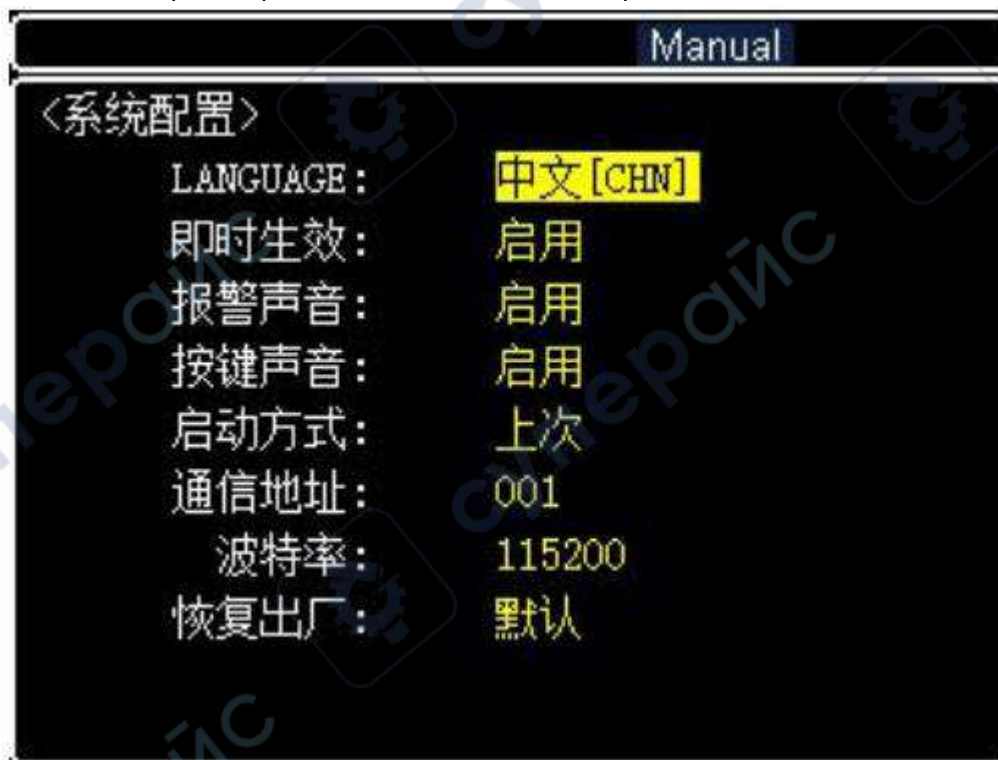 Manual
<系统配置>
LANGUAGE: 中文[CHN]
即时生效: 启用
报警声音: 启用
按键声音: 启用
启动方式: 上次
通信地址: 001
波特率: 115200
恢复出厂: 默认